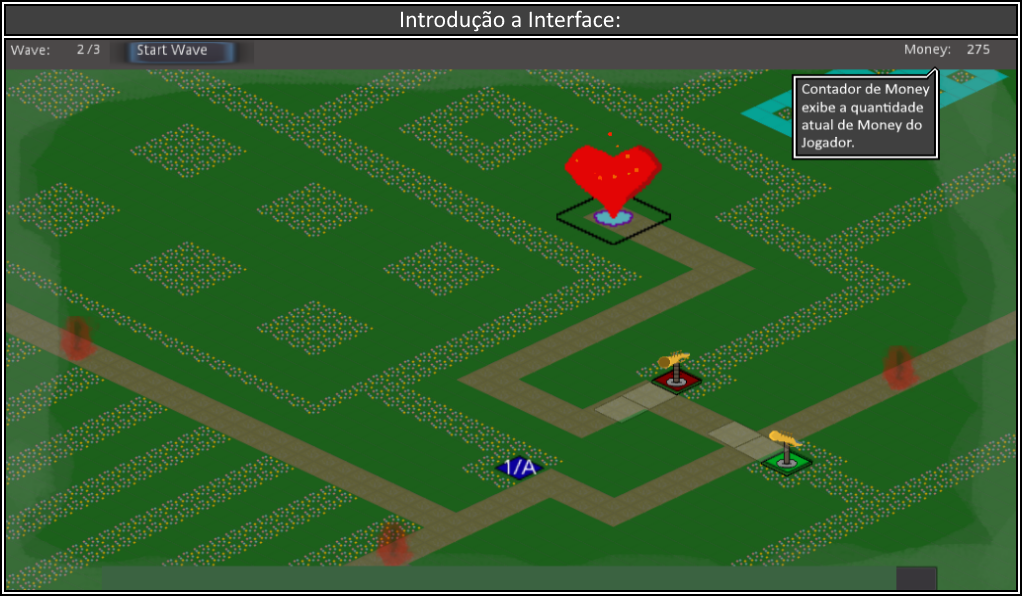 Introdução a Interface:
Wave: 2/3 Start Wave Money: 275
Contador de Money
exibe a quantidade
atual de Money do
Jogador.
1/A